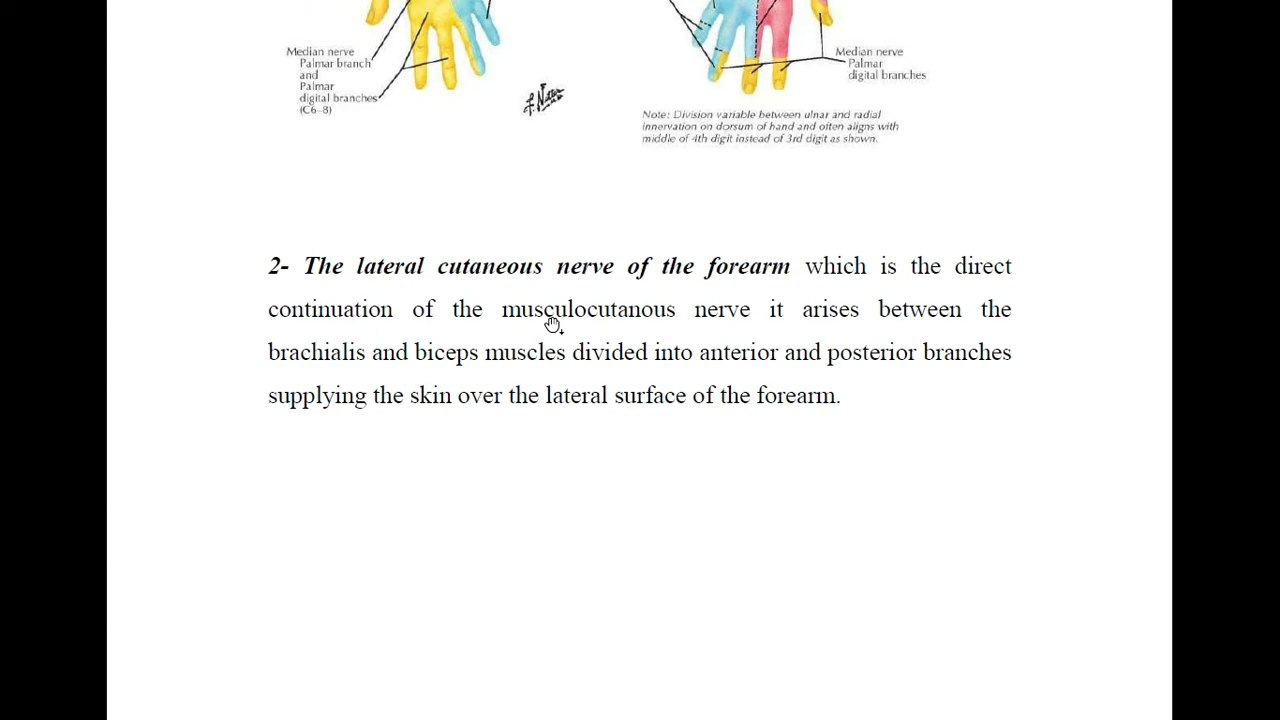 Median nerve
Palmar branch
and
Palmar
digital branches
(C6–8)
Median nerve
Palmar
digital branches
Note: Division variable between ulnar and radial
innervation on dorsum of hand and often aligns with
middle of 4th digit instead of 3rd digit as shown.
2- The lateral cutaneous nerve of the forearm which is the direct
continuation of the musculocutanous nerve it arises between the
brachialis and biceps muscles divided into anterior and posterior branches
supplying the skin over the lateral surface of the forearm.